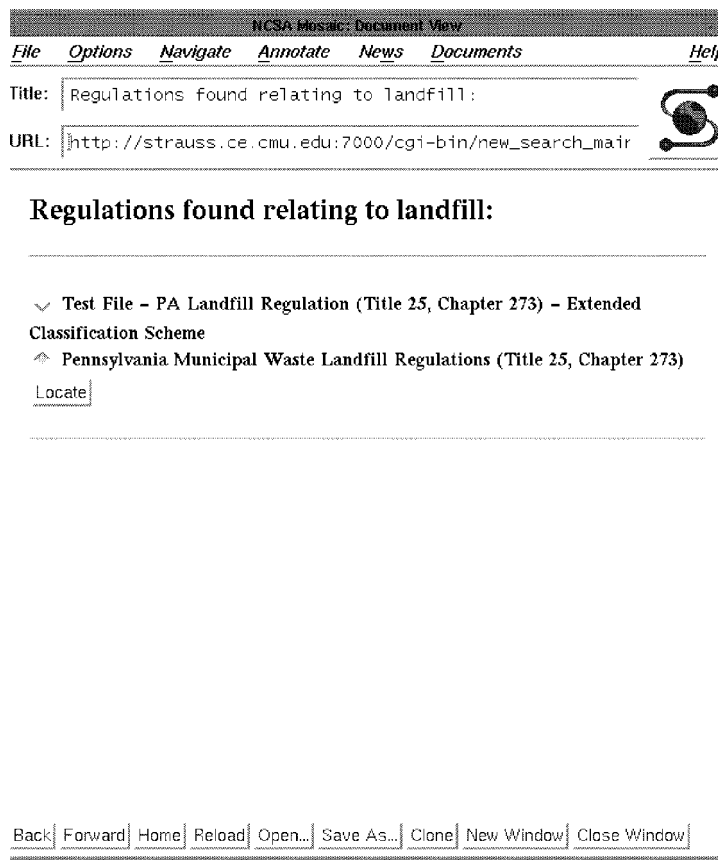 NCSA Mosaic: Document View
File Options Navigate Annotate News Documents Help
Title: Regulations found relating to landfill:
URL: http://strauss.ce.cmu.edu:7000/cgi-bin/new_search_mair
Regulations found relating to landfill:
Test File – PA Landfill Regulation (Title 25, Chapter 273) – Extended
Classification Scheme
Pennsylvania Municipal Waste Landfill Regulations (Title 25, Chapter 273)
Locate
Back Forward Home Reload Open... Save As... Clone New Window Close Window